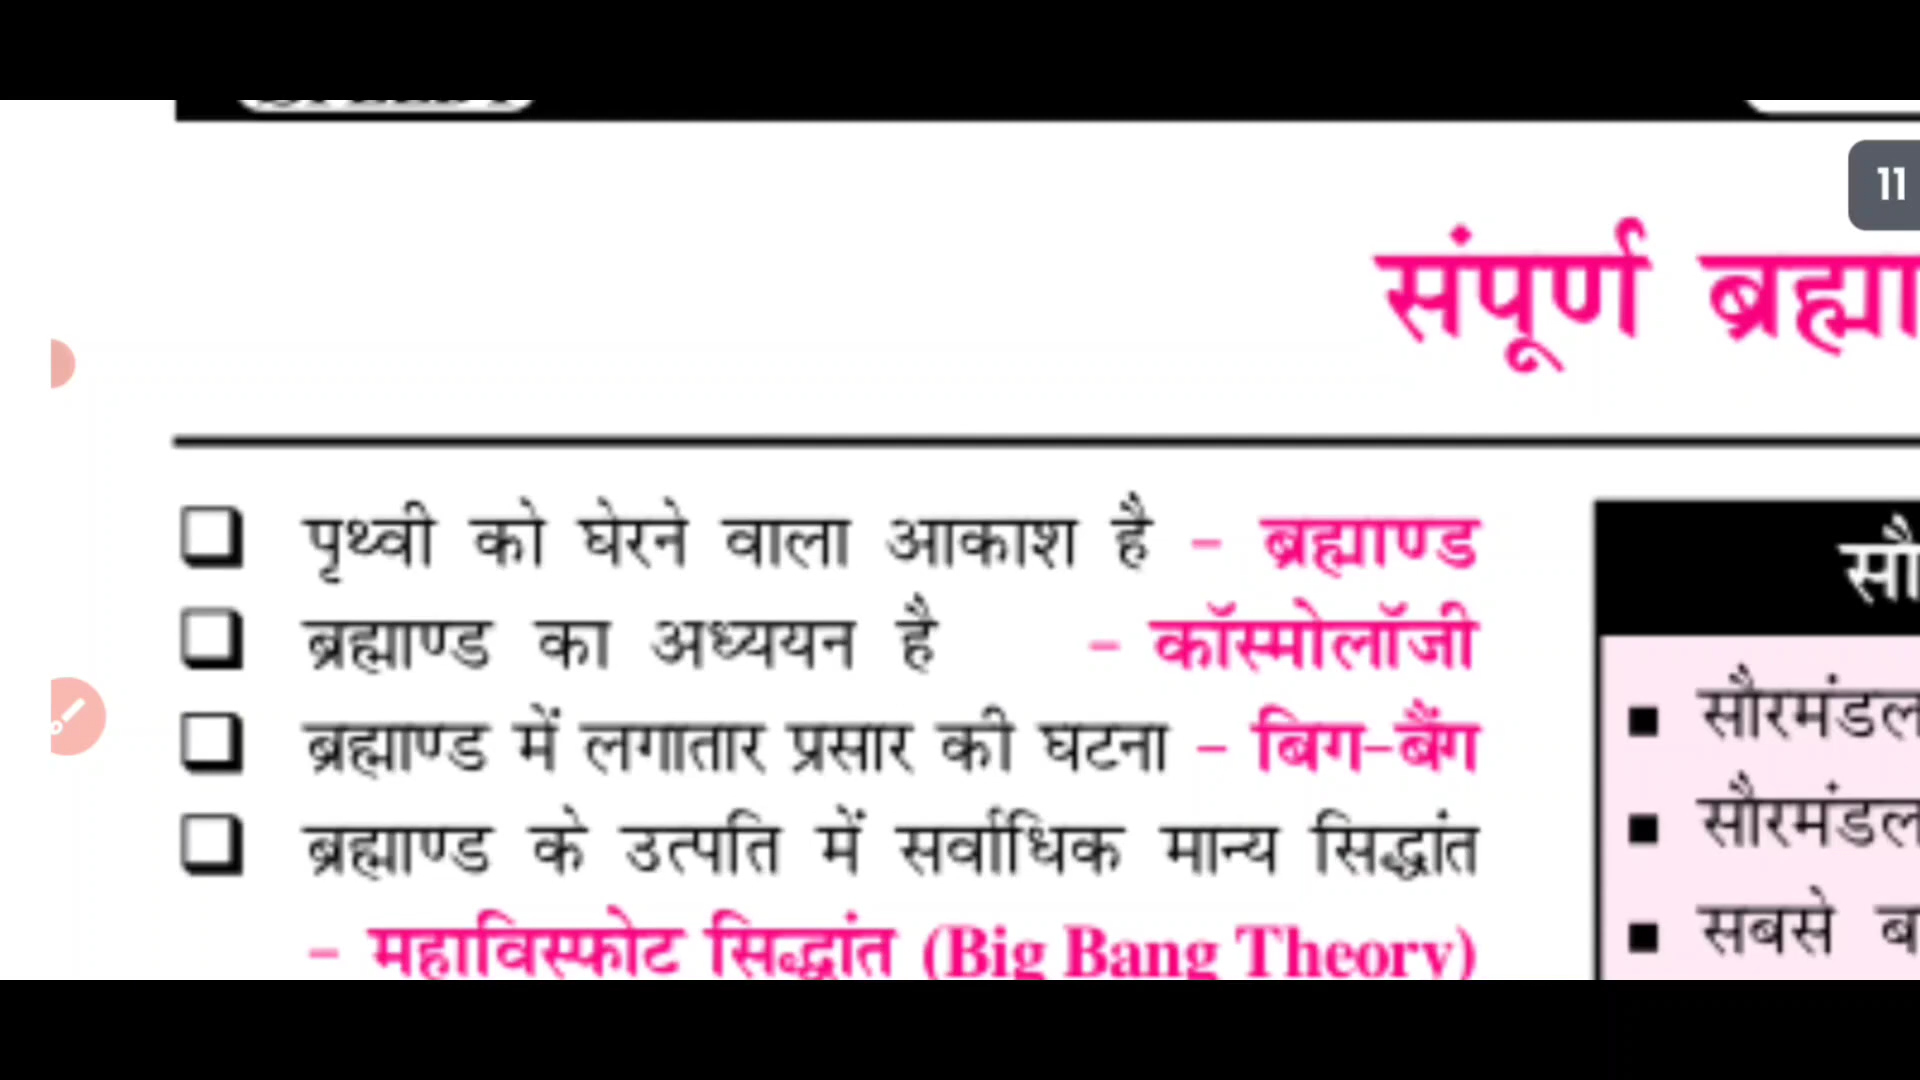 11
संपूर्ण
पृथ्वी को घेरने वाला आकाश है - ब्रह्माण्ड
ब्रह्माण्ड का अध्ययन है - कॉस्मोलॉजी
ब्रह्माण्ड में लगातार प्रसार की घटना - बिग-बैंग
ब्रह्माण्ड के उत्पति में सर्वाधिक मान्य सिद्धांत
- महाविस्फोट सिद्धांत (Big Bang Theory)
सौरमंडल
सौरमंडल
सबसे